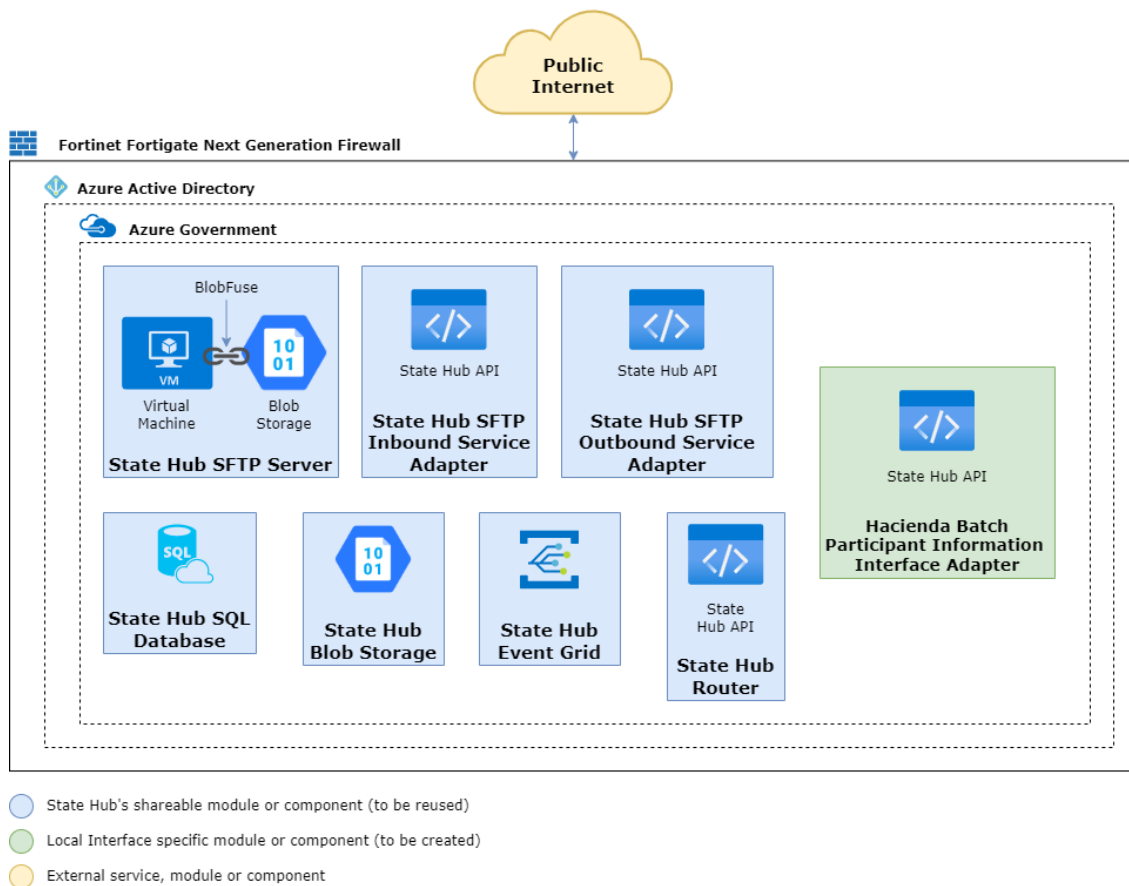 Public
Internet
Fortinet Fortigate Next Generation Firewall
Azure Active Directory
Azure Government
BlobFuse
VM
10
01
Virtual
Machine
Blob
Storage
State Hub SFTP Server
State Hub API
State Hub SFTP
Inbound Service
Adapter
State Hub API
State Hub SFTP
Outbound Service
Adapter
State Hub API
Hacienda Batch
Participant Information
Interface Adapter
SQL
State Hub SQL
Database
10
01
State Hub
Blob Storage
State Hub
Event Grid
State
Hub API
State Hub
Router
State Hub's shareable module or component (to be reused)
Local Interface specific module or component (to be created)
External service, module or component